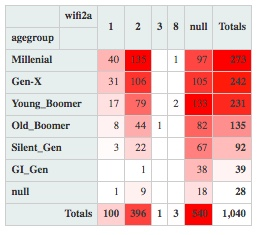 wifi2a
1 2 3 8 null Totals
agegroup
Millenial 40 135 1 97 273
Gen-X 31 106 105 242
Young_Boomer 17 79 2 133 231
Old_Boomer 8 44 1 82 135
Silent_Gen 3 22 67 92
GI_Gen 1 38 39
null 1 9 18 28
Totals 100 396 1 3 540 1,040